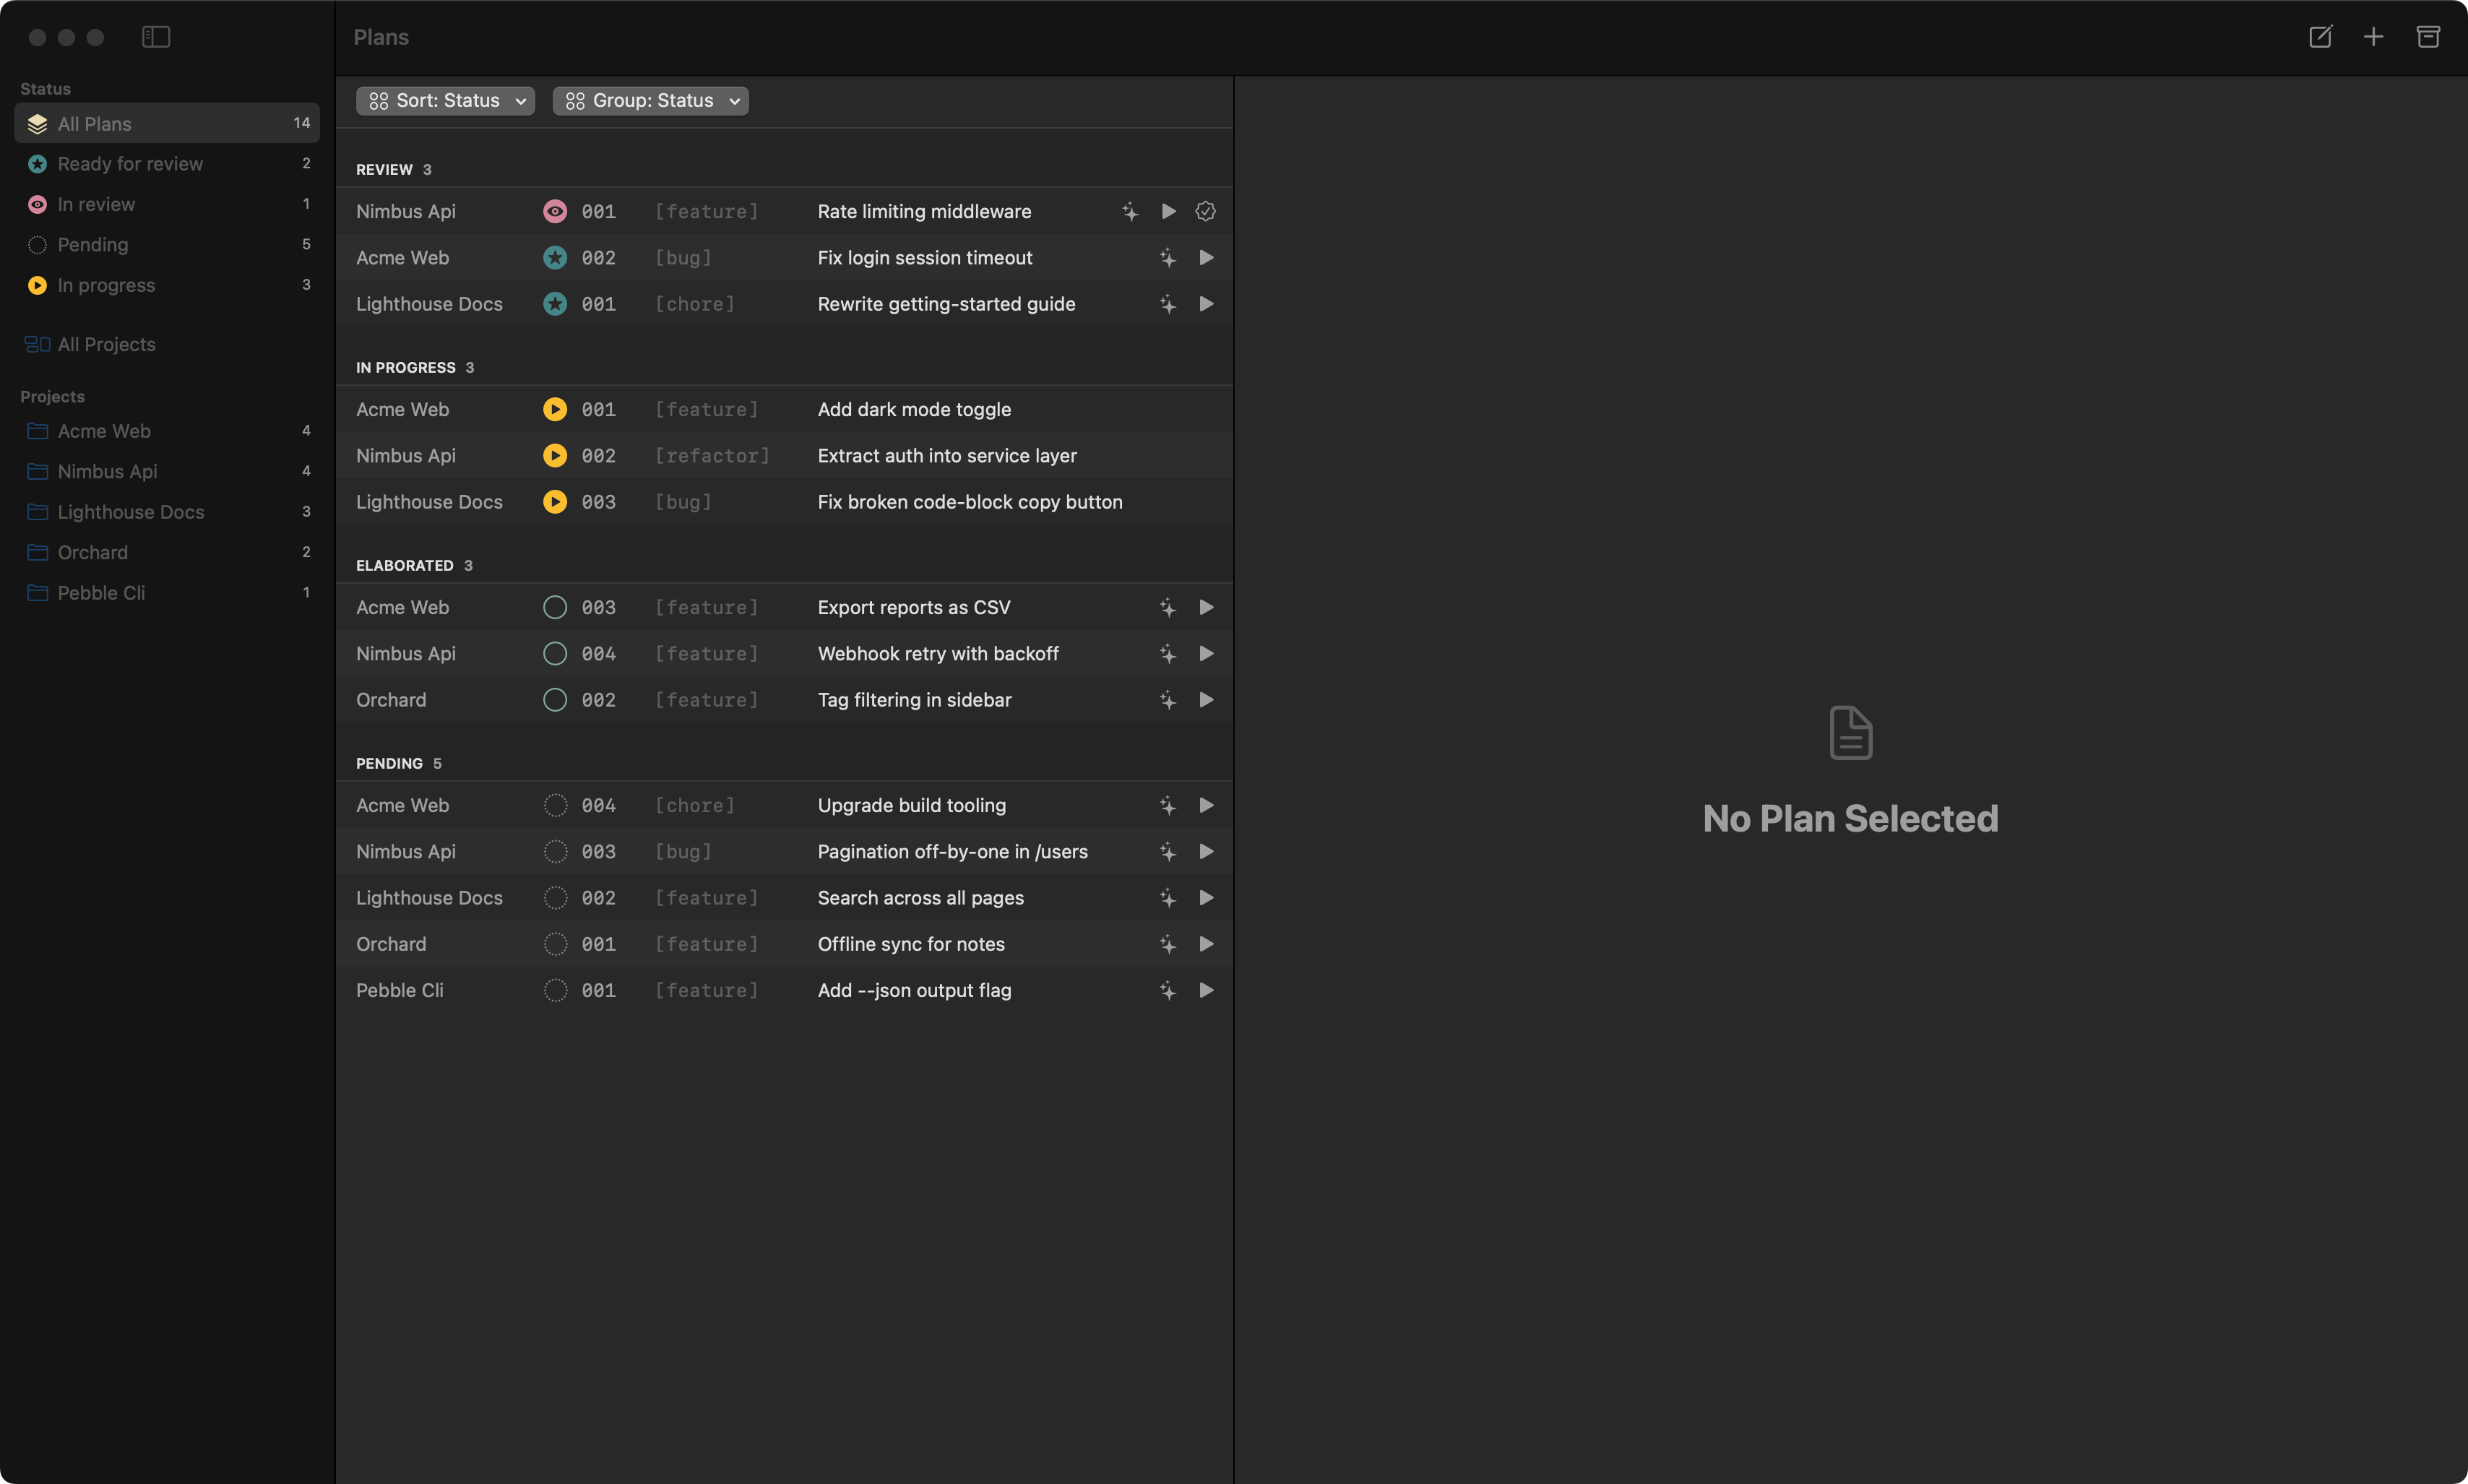 Plans
Status
All Plans 14
Ready for review 2
In review 1
Pending 5
In progress 3
All Projects
Projects
Acme Web 4
Nimbus Api 4
Lighthouse Docs 3
Orchard 2
Pebble Cli 1
Sort: Status Group: Status
REVIEW 3
Nimbus Api 001 [feature] Rate limiting middleware
Acme Web 002 [bug] Fix login session timeout
Lighthouse Docs 001 [chore] Rewrite getting-started guide
IN PROGRESS 3
Acme Web 001 [feature] Add dark mode toggle
Nimbus Api 002 [refactor] Extract auth into service layer
Lighthouse Docs 003 [bug] Fix broken code-block copy button
ELABORATED 3
Acme Web 003 [feature] Export reports as CSV
Nimbus Api 004 [feature] Webhook retry with backoff
Orchard 002 [feature] Tag filtering in sidebar
PENDING 5
Acme Web 004 [chore] Upgrade build tooling
Nimbus Api 003 [bug] Pagination off-by-one in /users
Lighthouse Docs 002 [feature] Search across all pages
Orchard 001 [feature] Offline sync for notes
Pebble Cli 001 [feature] Add --json output flag
No Plan Selected